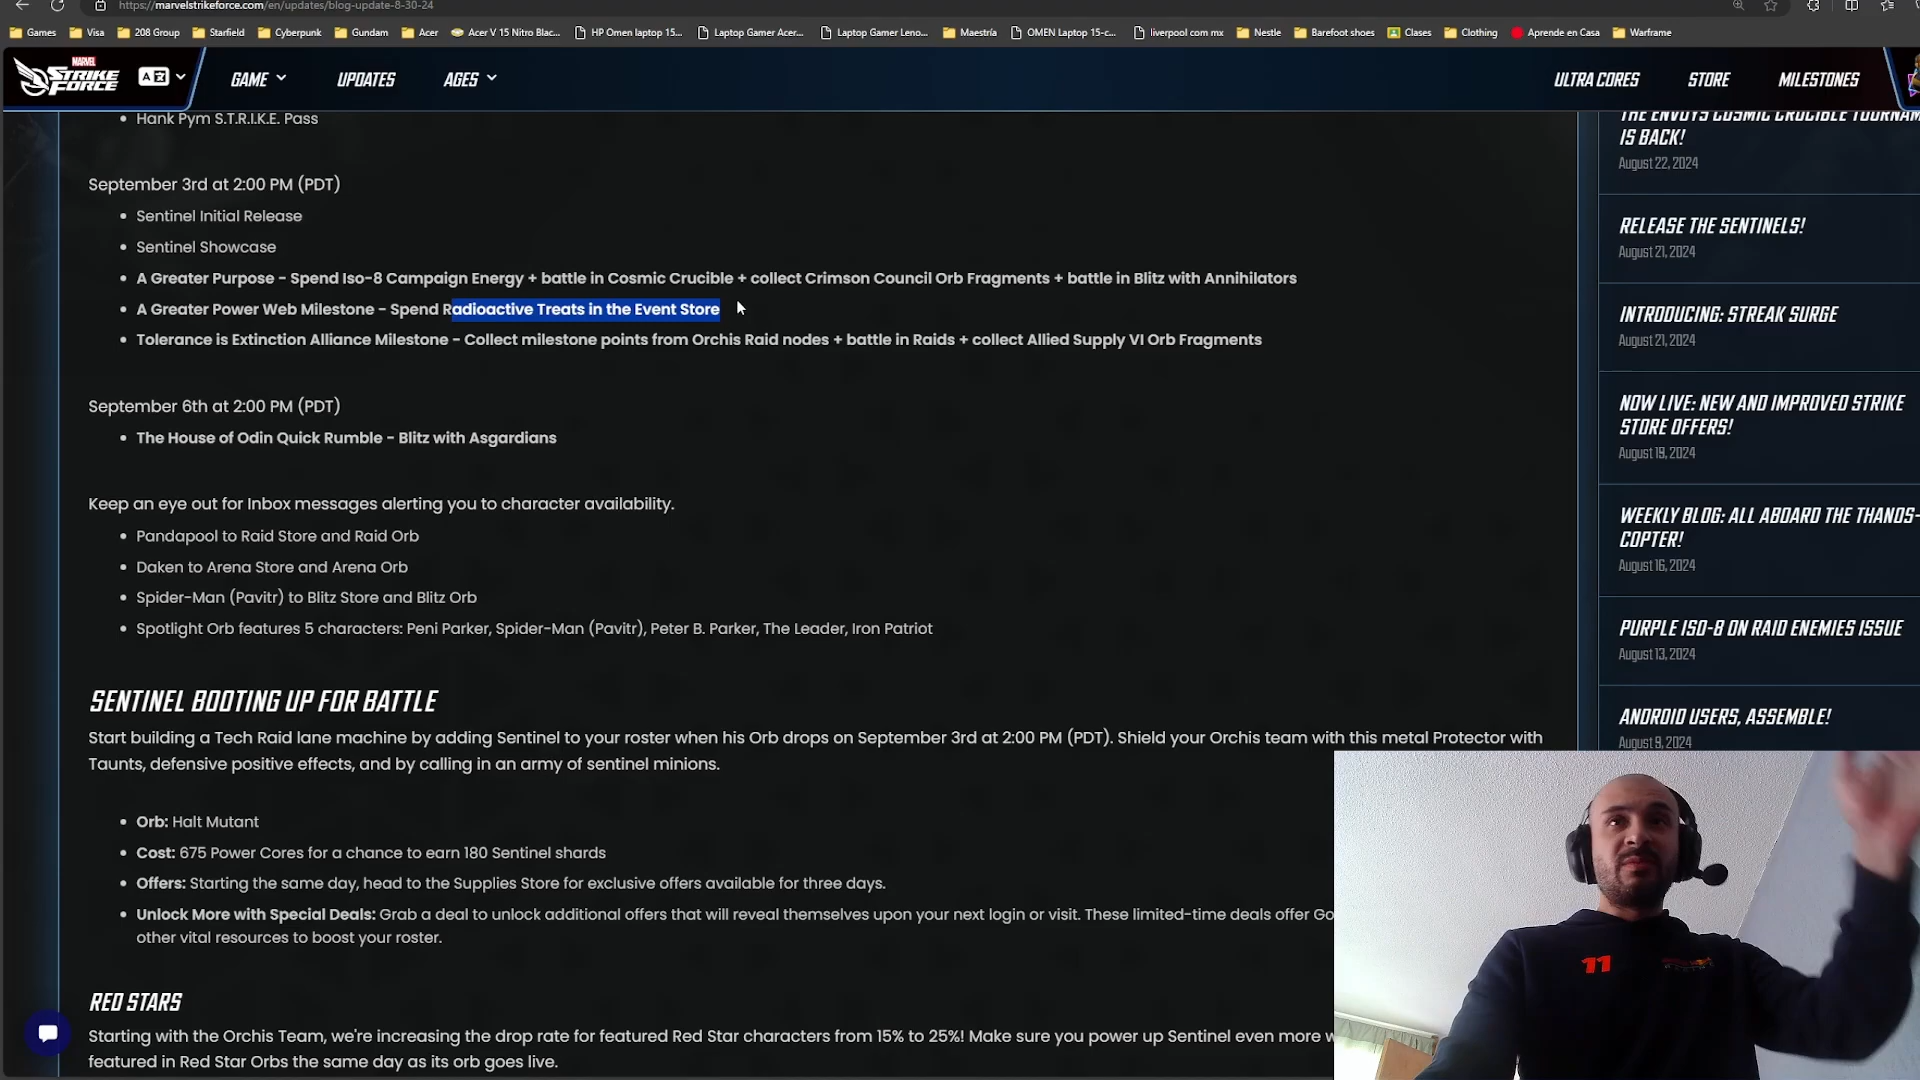 https://marvelstrikeforce.com/en/updates/blog-update-8-30-24
Games Visa 208 Group Starfield Cyberpunk Gundam Acer Acer V 15 Nitro Blac... HP Omen laptop 15... Laptop Gamer Acer... Laptop Gamer Leno... Maestría OMEN Laptop 15-c... liverpool com mx Nestle Barefoot shoes Clases Clothing Aprende en Casa Warframe
MARVEL
STRIKE
FORCE
GAME UPDATES AGES ULTRA CORES STORE MILESTONES
• Hank Pym S.T.R.I.K.E. Pass
September 3rd at 2:00 PM (PDT)
• Sentinel Initial Release
• Sentinel Showcase
• A Greater Purpose - Spend Iso-8 Campaign Energy + battle in Cosmic Crucible + collect Crimson Council Orb Fragments + battle in Blitz with Annihilators
• A Greater Power Web Milestone - Spend Radioactive Treats in the Event Store
• Tolerance is Extinction Alliance Milestone - Collect milestone points from Orchis Raid nodes + battle in Raids + collect Allied Supply VI Orb Fragments
September 6th at 2:00 PM (PDT)
• The House of Odin Quick Rumble - Blitz with Asgardians
Keep an eye out for Inbox messages alerting you to character availability.
• Pandapool to Raid Store and Raid Orb
• Daken to Arena Store and Arena Orb
• Spider-Man (Pavitr) to Blitz Store and Blitz Orb
• Spotlight Orb features 5 characters: Peni Parker, Spider-Man (Pavitr), Peter B. Parker, The Leader, Iron Patriot
SENTINEL BOOTING UP FOR BATTLE
Start building a Tech Raid lane machine by adding Sentinel to your roster when his Orb drops on September 3rd at 2:00 PM (PDT). Shield your Orchis team with this metal Protector with
Taunts, defensive positive effects, and by calling in an army of sentinel minions.
• Orb: Halt Mutant
• Cost: 675 Power Cores for a chance to earn 180 Sentinel shards
• Offers: Starting the same day, head to the Supplies Store for exclusive offers available for three days.
• Unlock More with Special Deals: Grab a deal to unlock additional offers that will reveal themselves upon your next login or visit. These limited-time deals offer Go
other vital resources to boost your roster.
RED STARS
Starting with the Orchis Team, we're increasing the drop rate for featured Red Star characters from 15% to 25%! Make sure you power up Sentinel even more w
featured in Red Star Orbs the same day as its orb goes live.
THE ENVOYS COSMIC CRUCIBLE TOURNAM
IS BACK!
August 22, 2024
RELEASE THE SENTINELS!
August 21, 2024
INTRODUCING: STREAK SURGE
August 21, 2024
NOW LIVE: NEW AND IMPROVED STRIKE
STORE OFFERS!
August 19, 2024
WEEKLY BLOG: ALL ABOARD THE THANOS-
COPTER!
August 16, 2024
PURPLE ISO-8 ON RAID ENEMIES ISSUE
August 13, 2024
ANDROID USERS, ASSEMBLE!
August 9, 2024
11